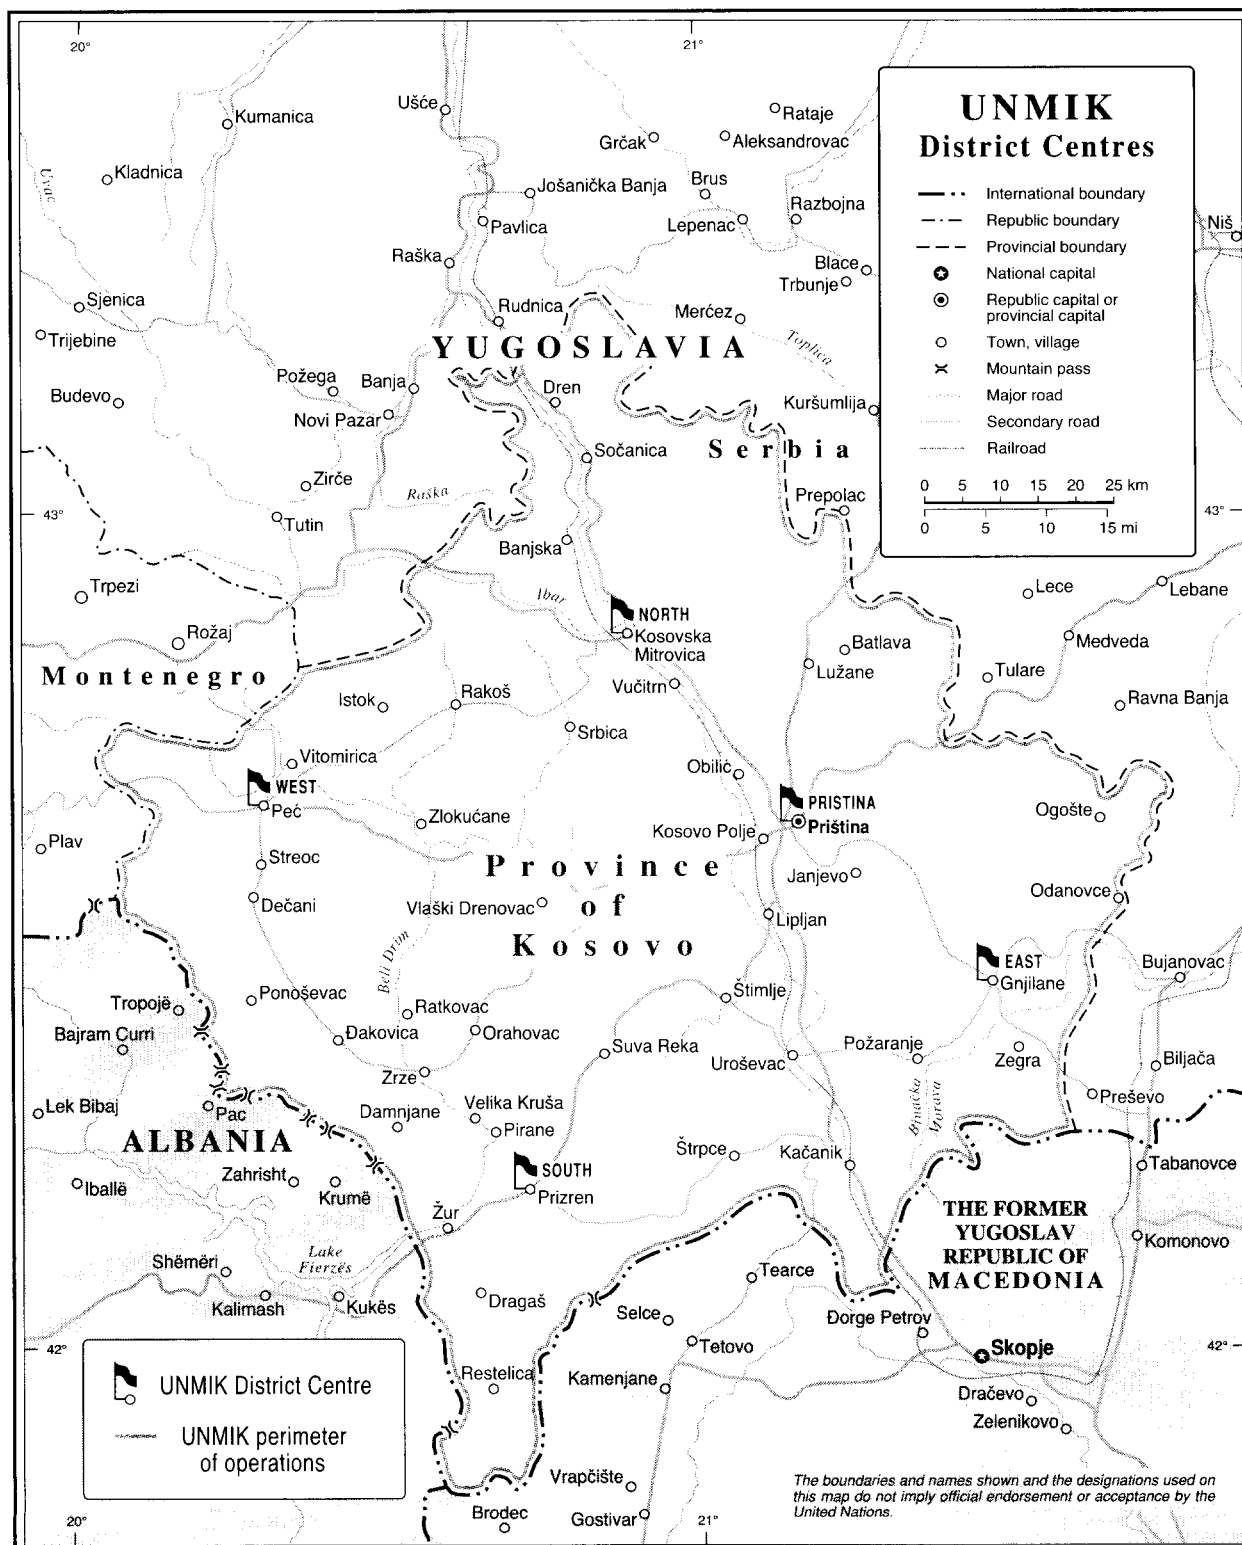 20°
21°
UNMIK
District Centres
International boundary
Republic boundary
Provincial boundary
National capital
Republic capital or
provincial capital
Town, village
Mountain pass
Major road
Secondary road
Railroad
0 5 10 15 20 25 km
0 5 10 15 mi
Kumanica
Ušće
Rataje
Grčak
Aleksandrovac
Kladnica
Uvac
Jošanička Banja
Brus
Razbojna
Pavlica
Lepenac
Niš
Raška
Blace
Trbunje
Sjenica
Rudnica
Merćez
Trijebine
YUGOSLAVIA
Toplica
Požega
Banja
Dren
Budevo
Novi Pazar
Kuršumlija
Serbia
Sočanica
Zirče
Raška
Prepolac
43°
43°
Tutin
Banjska
Trpezi
Ibar
Lece
Lebane
NORTH
Kosovska
Mitrovica
Rožaj
Batlava
Medveda
Lužane
Montenegro
Vučitrn
Tulare
Istok
Rakoš
Ravna Banja
Srbica
Vitomirica
Obilić
WEST
Peć
PRISTINA
Priština
Zlokućane
Kosovo Polje
Ogošte
Plav
Streoc
Province
of
Kosovo
Janjevo
Dečani
Vlaški Drenovac
Odanovce
Lipljan
Beli Drim
EAST
Gnjilane
Bujanovac
Ponoševac
Štimlje
Tropojë
Ratkovac
Bajram Curri
Đakovica
Orahovac
Suva Reka
Uroševac
Požaranje
Zegra
Biljača
Zrze
Lek Bibaj
Pac
Damnjane
Velika Kruša
Pirane
Preševo
Binačka
Morava
ALBANIA
Štrpce
Kačanik
Zahrisht
SOUTH
Prizren
Tabanovce
Iballë
Krumë
THE FORMER
YUGOSLAV
REPUBLIC OF
MACEDONIA
Žur
Komonovo
Shëmëri
Lake
Fierzës
Tearce
Kalimash
Kukës
Dragaš
Selce
Đorge Petrov
Tetovo
Skopje
42°
42°
UNMIK District Centre
UNMIK perimeter
of operations
Restelica
Kamenjane
Dračevo
Zelenikovo
Vrapčište
Brodec
Gostivar
The boundaries and names shown and the designations used on
this map do not imply official endorsement or acceptance by the
United Nations.
20°
21°